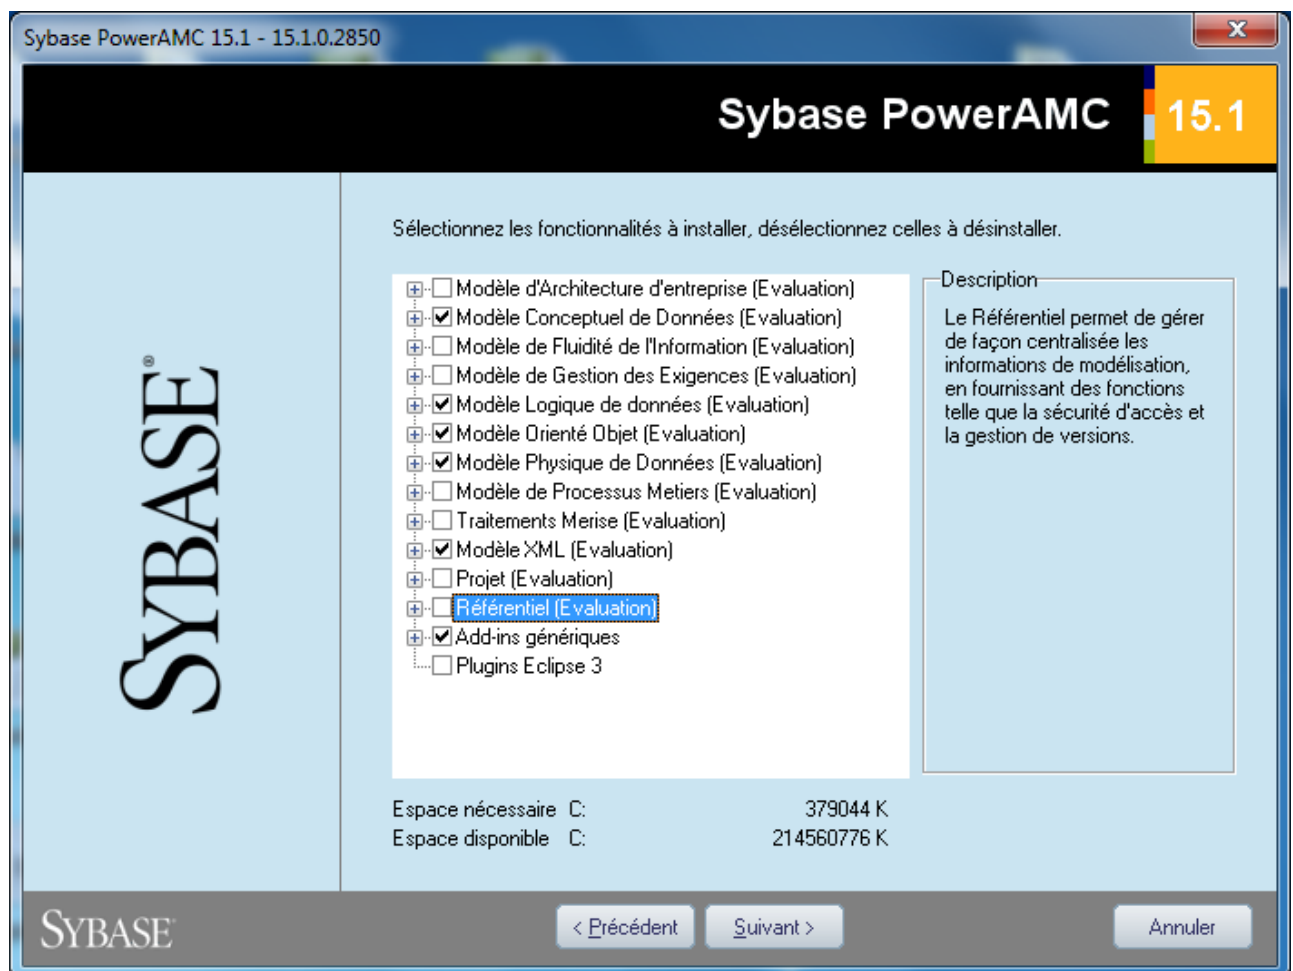 Sybase PowerAMC 15.1 - 15.1.0.2850
Sybase PowerAMC 15.1
SYBASE®
Sélectionnez les fonctionnalités à installer, désélectionnez celles à désinstaller.
Modèle d'Architecture d'entreprise (Evaluation)
Modèle Conceptuel de Données (Evaluation)
Modèle de Fluidité de l'Information (Evaluation)
Modèle de Gestion des Exigences (Evaluation)
Modèle Logique de données (Evaluation)
Modèle Orienté Objet (Evaluation)
Modèle Physique de Données (Evaluation)
Modèle de Processus Metiers (Evaluation)
Traitements Merise (Evaluation)
Modèle XML (Evaluation)
Projet (Evaluation)
Référentiel (Evaluation)
Add-ins génériques
Plugins Eclipse 3
Description
Le Référentiel permet de gérer
de façon centralisée les
informations de modélisation,
en fournissant des fonctions
telle que la sécurité d'accès et
la gestion de versions.
Espace nécessaire C: 379044 K
Espace disponible C: 214560776 K
SYBASE
< Précédent
Suivant >
Annuler